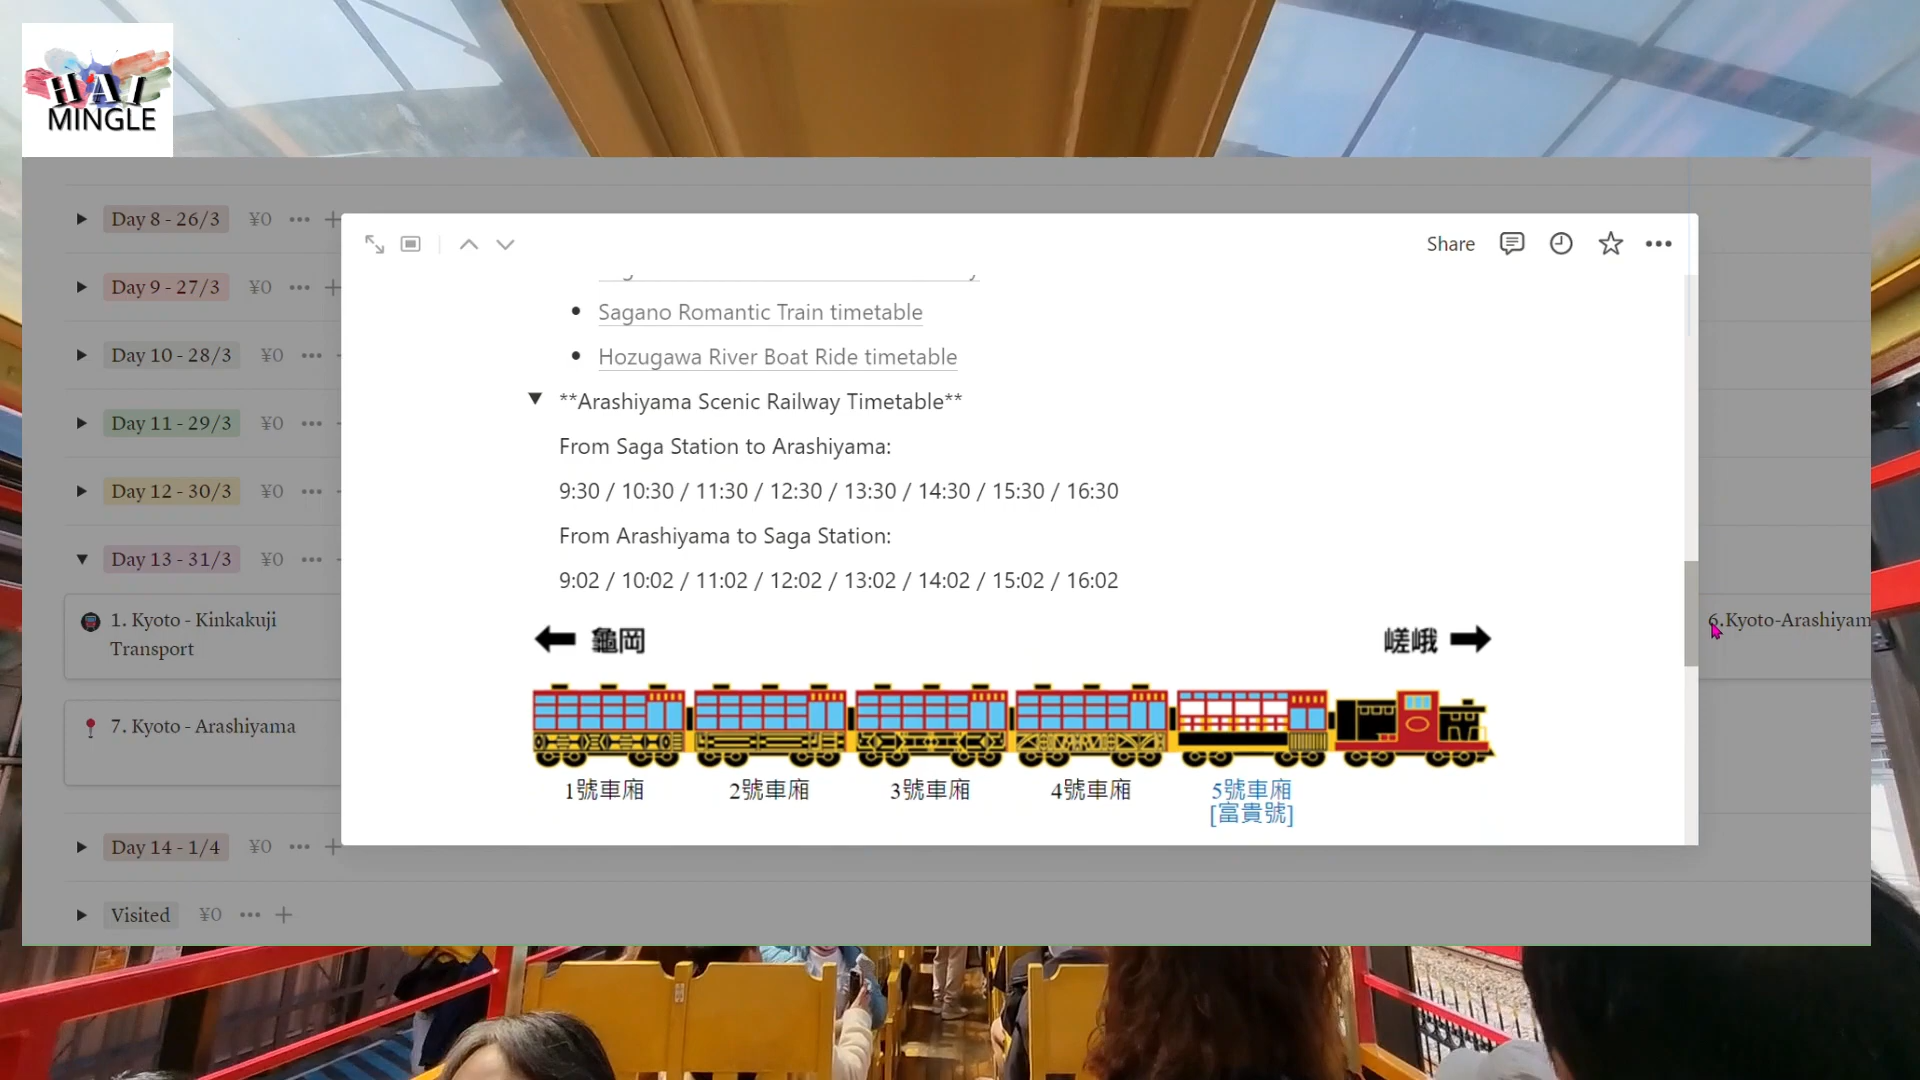 HAI
MINGLE
Day 8 - 26/3 ¥0
Day 9 - 27/3 ¥0
Day 10 - 28/3 ¥0
Day 11 - 29/3 ¥0
Day 12 - 30/3 ¥0
Day 13 - 31/3 ¥0
1. Kyoto - Kinkakuji
Transport
7. Kyoto - Arashiyama
Day 14 - 1/4 ¥0
Visited ¥0
Share
Sagano Romantic Train timetable
Hozugawa River Boat Ride timetable
**Arashiyama Scenic Railway Timetable**
From Saga Station to Arashiyama:
9:30 / 10:30 / 11:30 / 12:30 / 13:30 / 14:30 / 15:30 / 16:30
From Arashiyama to Saga Station:
9:02 / 10:02 / 11:02 / 12:02 / 13:02 / 14:02 / 15:02 / 16:02
龜岡 嵯峨
1號車廂 2號車廂 3號車廂 4號車廂 5號車廂
[富貴號]
6.Kyoto-Arashiyam